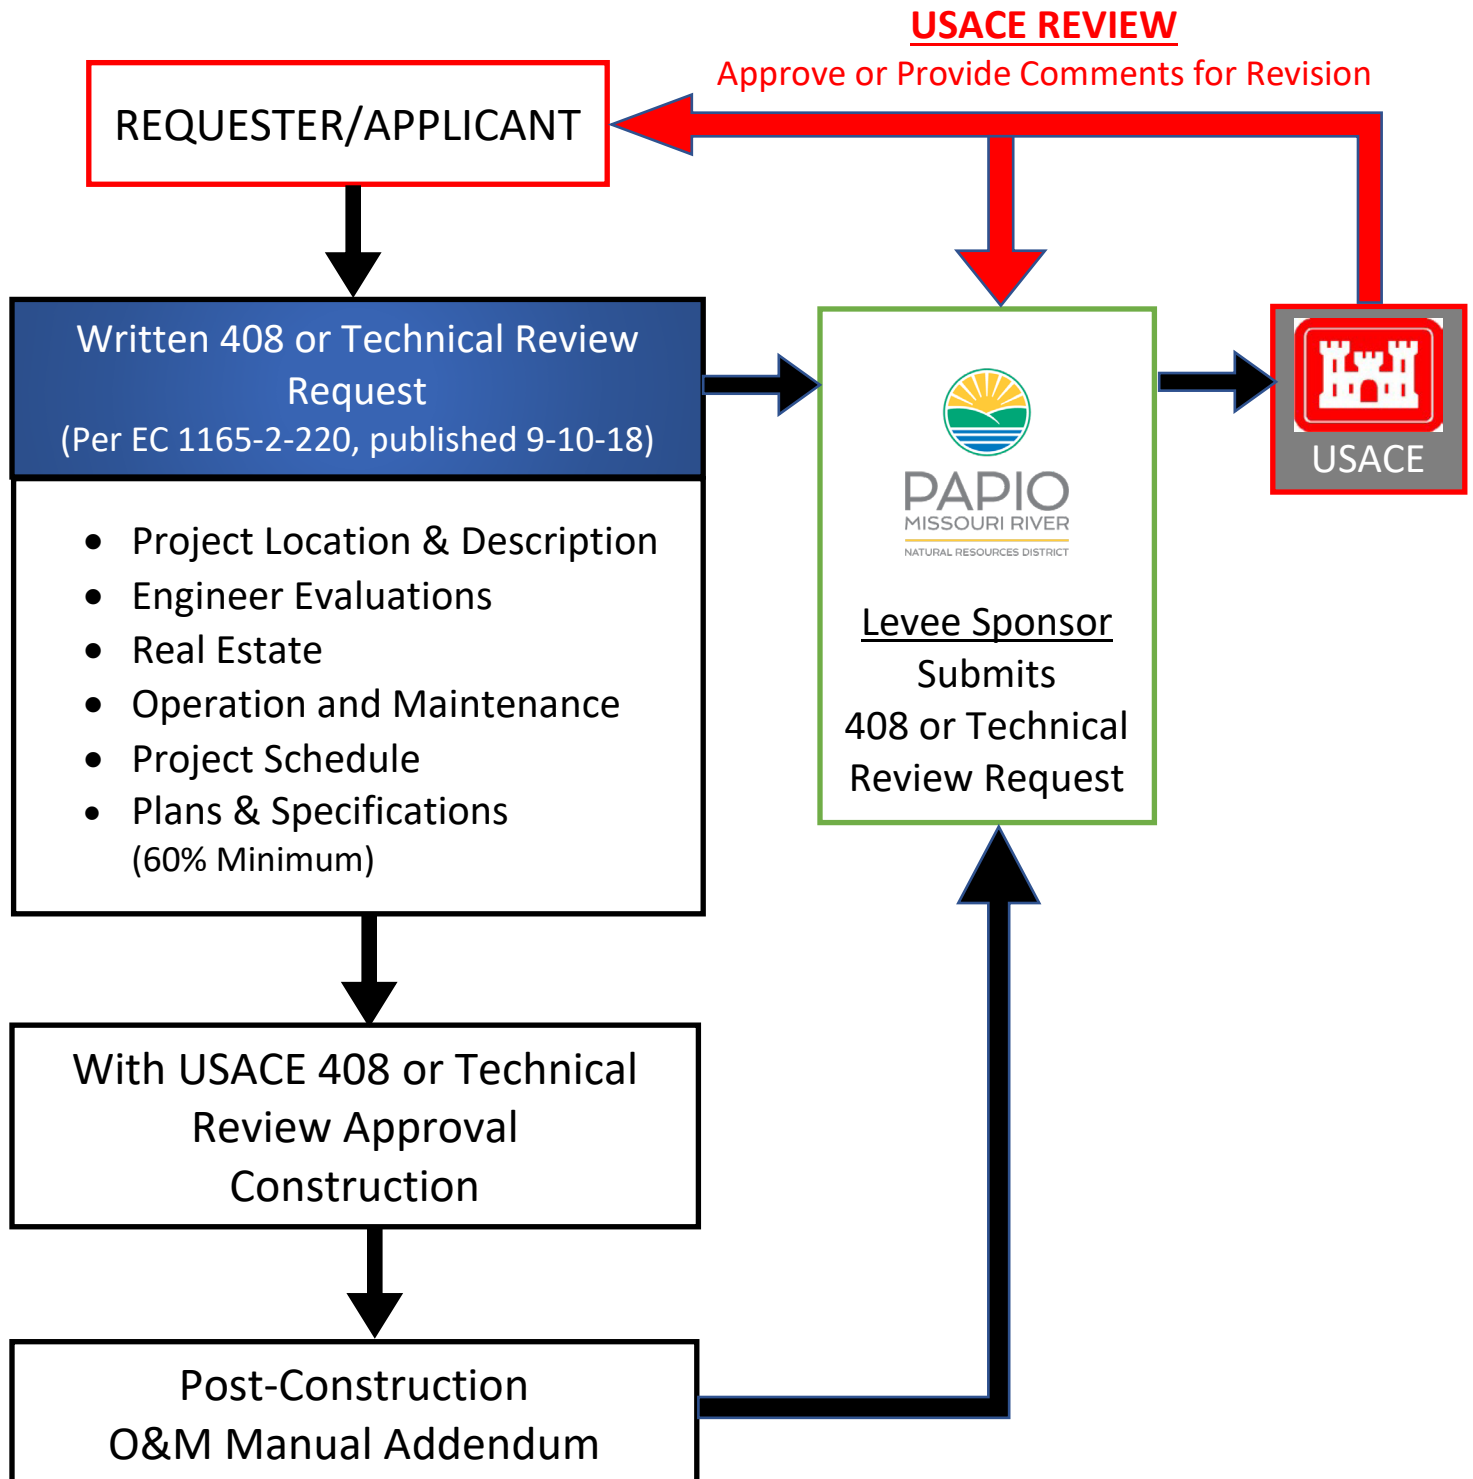 USACE REVIEW
Approve or Provide Comments for Revision
REQUESTER/APPLICANT
Written 408 or Technical Review
Request
(Per EC 1165-2-220, published 9-10-18)
• Project Location & Description
• Engineer Evaluations
• Real Estate
• Operation and Maintenance
• Project Schedule
• Plans & Specifications
(60% Minimum)
PAPIO
MISSOURI RIVER
NATURAL RESOURCES DISTRICT
Levee Sponsor
Submits
408 or Technical
Review Request
USACE
With USACE 408 or Technical
Review Approval
Construction
Post-Construction
O&M Manual Addendum